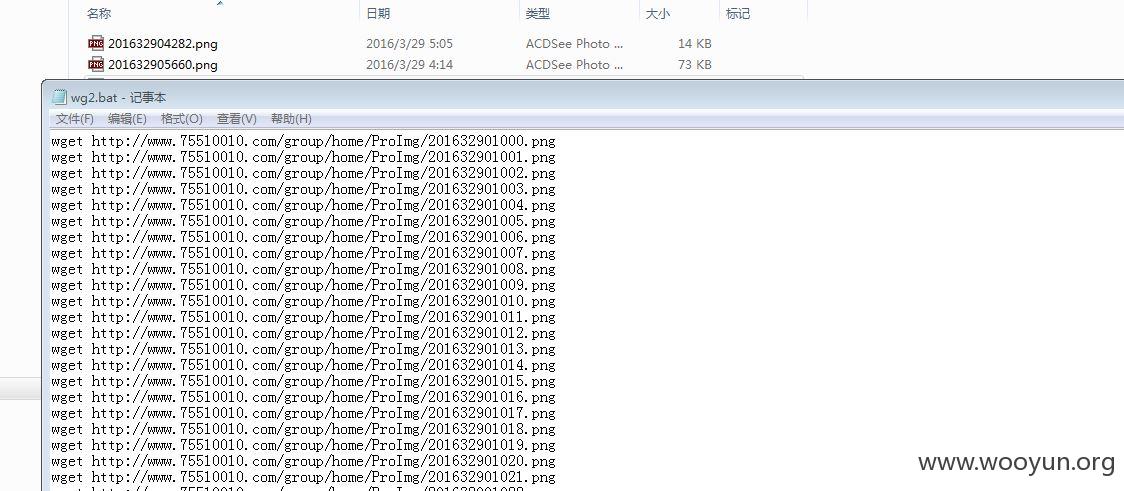 名称 日期 类型 大小 标记
201632904282.png 2016/3/29 5:05 ACDSee Photo ... 14 KB
201632905660.png 2016/3/29 4:14 ACDSee Photo ... 73 KB
wg2.bat - 记事本
文件(F) 编辑(E) 格式(O) 查看(V) 帮助(H)
wget http://www.75510010.com/group/home/ProImg/201632901000.png
wget http://www.75510010.com/group/home/ProImg/201632901001.png
wget http://www.75510010.com/group/home/ProImg/201632901002.png
wget http://www.75510010.com/group/home/ProImg/201632901003.png
wget http://www.75510010.com/group/home/ProImg/201632901004.png
wget http://www.75510010.com/group/home/ProImg/201632901005.png
wget http://www.75510010.com/group/home/ProImg/201632901006.png
wget http://www.75510010.com/group/home/ProImg/201632901007.png
wget http://www.75510010.com/group/home/ProImg/201632901008.png
wget http://www.75510010.com/group/home/ProImg/201632901009.png
wget http://www.75510010.com/group/home/ProImg/201632901010.png
wget http://www.75510010.com/group/home/ProImg/201632901011.png
wget http://www.75510010.com/group/home/ProImg/201632901012.png
wget http://www.75510010.com/group/home/ProImg/201632901013.png
wget http://www.75510010.com/group/home/ProImg/201632901014.png
wget http://www.75510010.com/group/home/ProImg/201632901015.png
wget http://www.75510010.com/group/home/ProImg/201632901016.png
wget http://www.75510010.com/group/home/ProImg/201632901017.png
wget http://www.75510010.com/group/home/ProImg/201632901018.png
wget http://www.75510010.com/group/home/ProImg/201632901019.png
wget http://www.75510010.com/group/home/ProImg/201632901020.png
wget http://www.75510010.com/group/home/ProImg/201632901021.png
www.wooyun.org